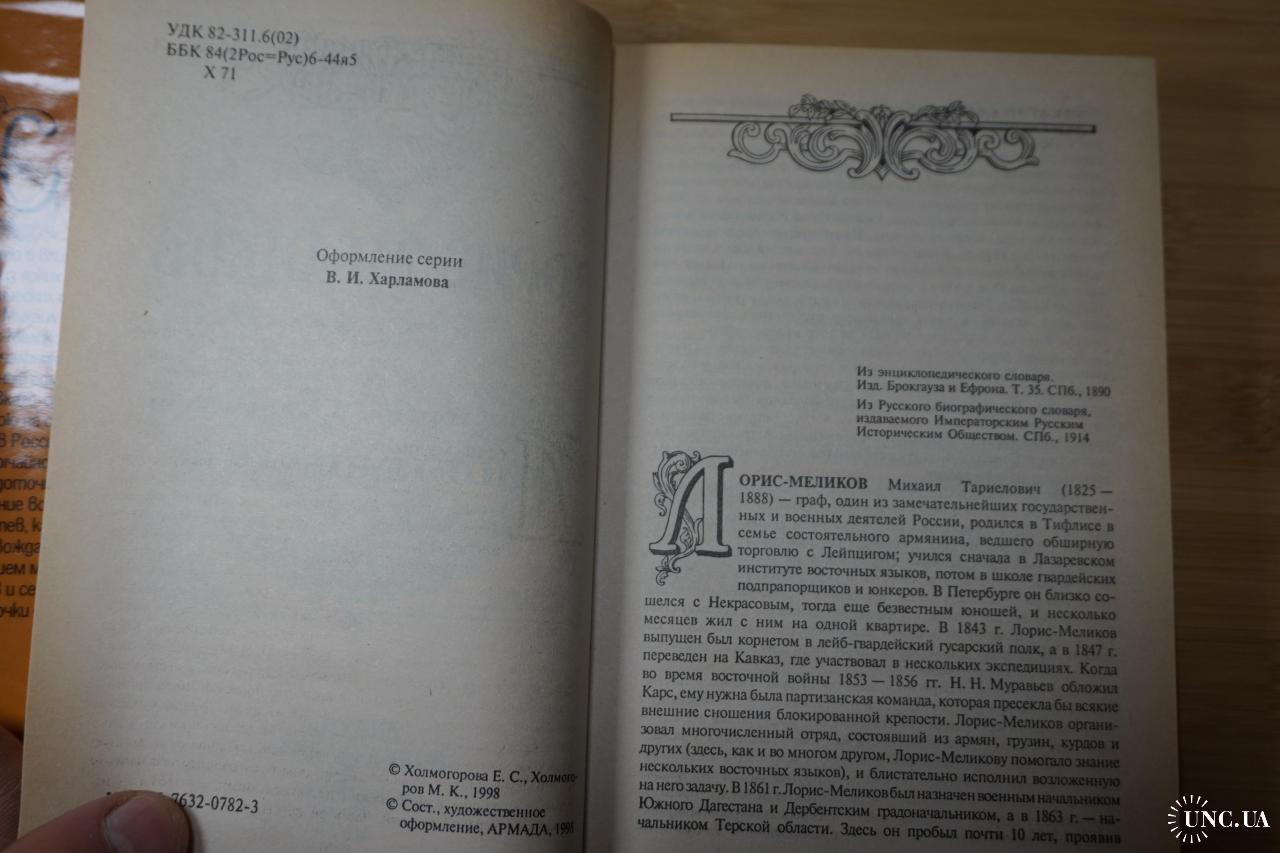 УДК 82-311.6(02)
ББК 84(2Рос=Рус)6-44я5
Х 71
Оформление серии
В. И. Харламова
7632-0782-3
© Холмогорова Е. С., Холмого-
ров М. К., 1998
© Сост., художественное
оформление, АРМАДА, 1998
Из энциклопедического словаря.
Изд. Брокгауза и Ефрона. Т. 35. СПб., 1890
Из Русского биографического словаря,
издаваемого Императорским Русским
Историческим Обществом. СПб., 1914
ЛОРИС-МЕЛИКОВ Михаил Тариелович (1825 —
1888) — граф, один из замечательнейших государствен-
ных и военных деятелей России, родился в Тифлисе в
семье состоятельного армянина, ведшего обширную
торговлю с Лейпцигом; учился сначала в Лазаревском
институте восточных языков, потом в школе гвардейских
подпрапорщиков и юнкеров. В Петербурге он близко со-
шелся с Некрасовым, тогда еще безвестным юношей, и несколько
месяцев жил с ним на одной квартире. В 1843 г. Лорис-Меликов
выпущен был корнетом в лейб-гвардейский гусарский полк, а в 1847 г.
переведен на Кавказ, где участвовал в нескольких экспедициях. Когда
во время восточной войны 1853 — 1856 гг. Н. Н. Муравьев обложил
Карс, ему нужна была партизанская команда, которая пресекла бы всякие
внешние сношения блокированной крепости. Лорис-Меликов органи-
зовал многочисленный отряд, состоявший из армян, грузин, курдов и
других (здесь, как и во многом другом, Лорис-Меликову помогало знание
нескольких восточных языков), и блистательно исполнил возложенную
на него задачу. В 1861 г. Лорис-Меликов был назначен военным начальником
Южного Дагестана и Дербентским градоначальником, а в 1863 г. — на-
чальником Терской области. Здесь он пробыл почти 10 лет, проявив
UNC.UA